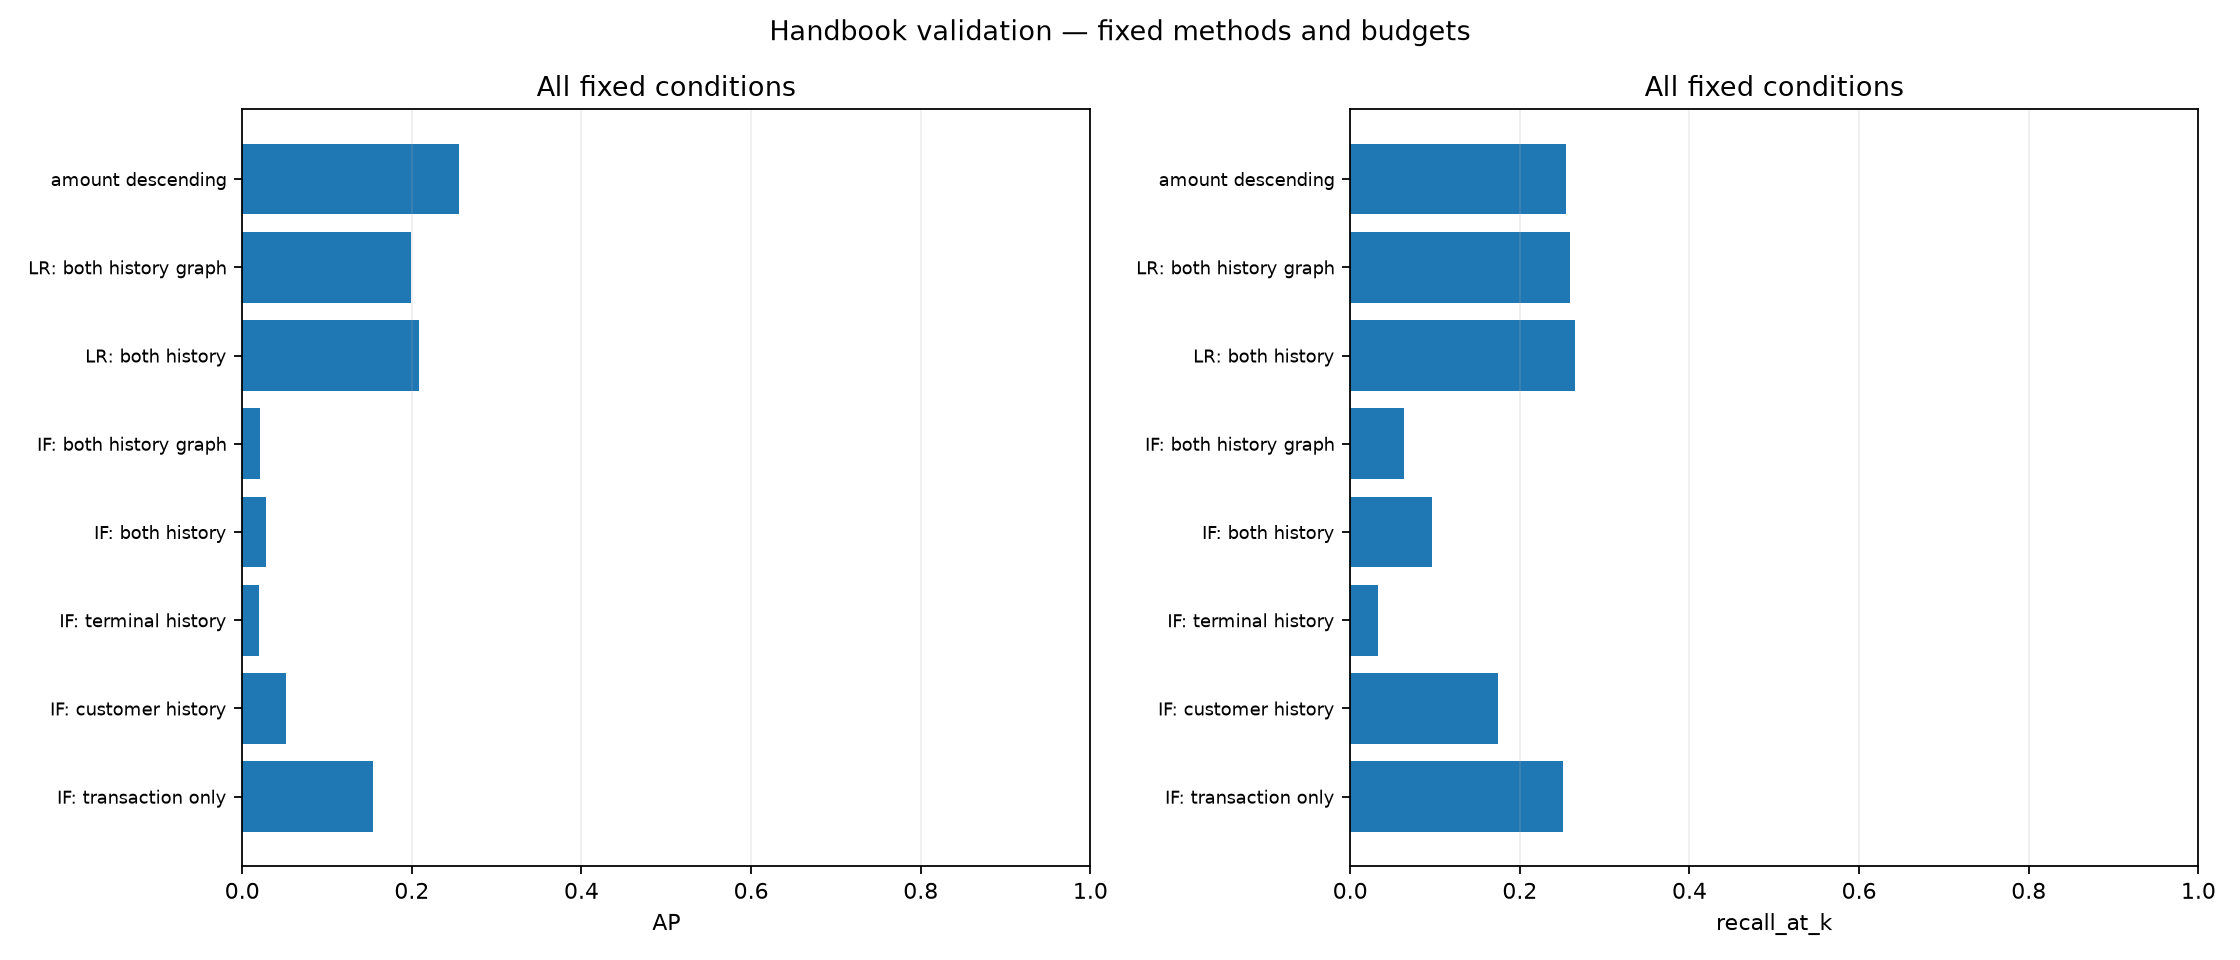 Handbook validation — fixed methods and budgets
All fixed conditions
amount descending
LR: both history graph
LR: both history
IF: both history graph
IF: both history
IF: terminal history
IF: customer history
IF: transaction only
0.0 0.2 0.4 0.6 0.8 1.0
AP
All fixed conditions
amount descending
LR: both history graph
LR: both history
IF: both history graph
IF: both history
IF: terminal history
IF: customer history
IF: transaction only
0.0 0.2 0.4 0.6 0.8 1.0
recall_at_k